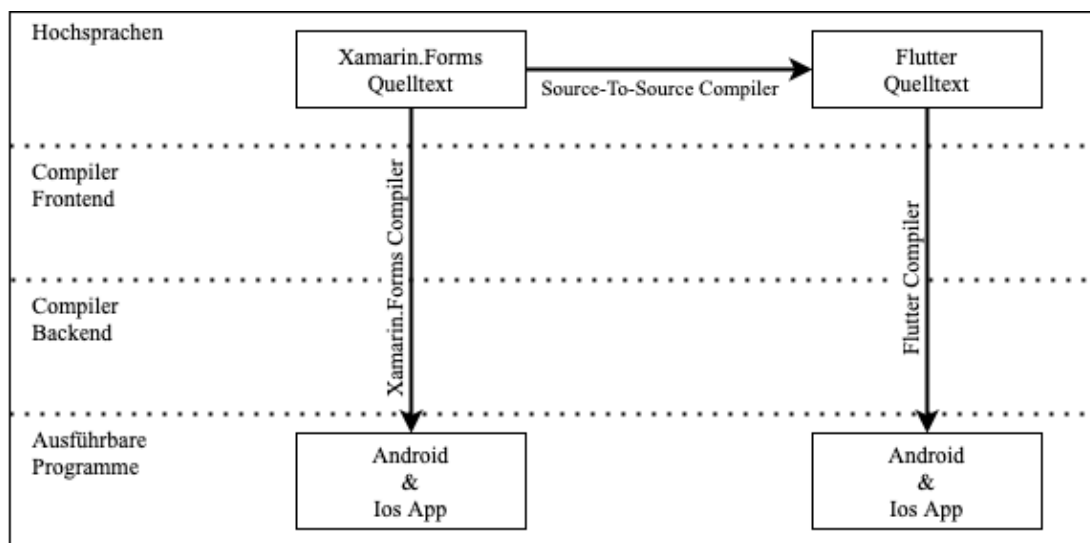 Hochsprachen
Xamarin.Forms
Quelltext
Source-To-Source Compiler
Flutter
Quelltext
Compiler
Frontend
Xamarin.Forms Compiler
Flutter Compiler
Compiler
Backend
Ausführbare
Programme
Android
&
Ios App
Android
&
Ios App